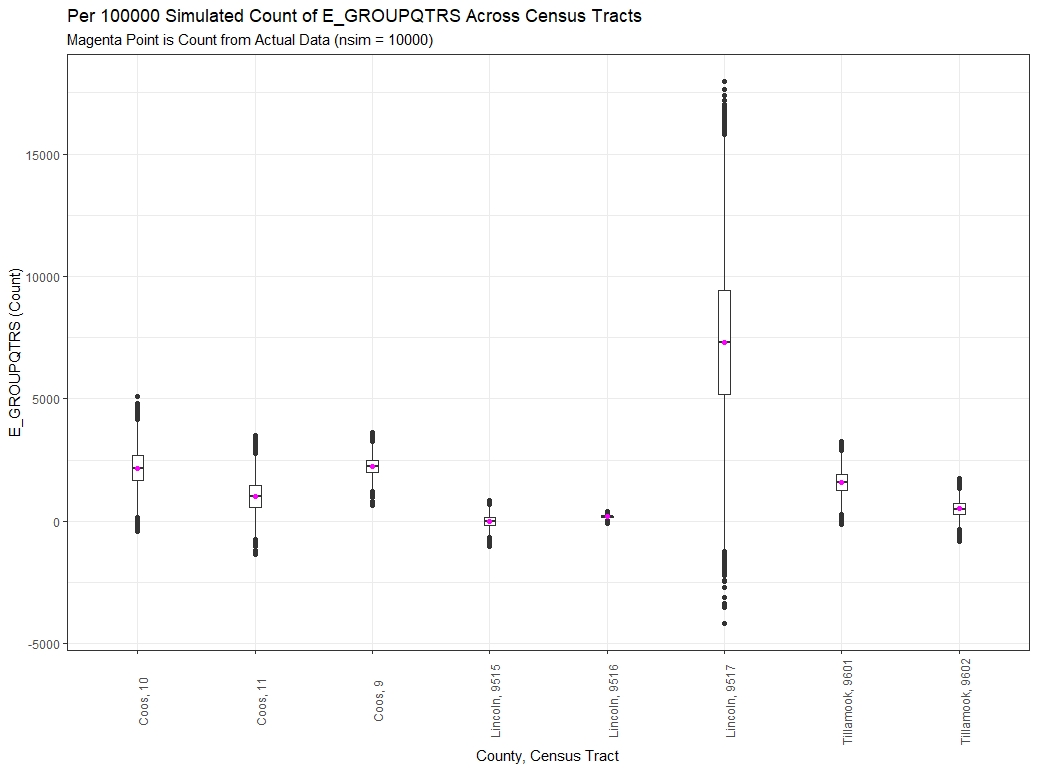 Per 100000 Simulated Count of E_GROUPQTRS Across Census Tracts
Magenta Point is Count from Actual Data (nsim = 10000)
E_GROUPQTRS (Count)
15000
10000
5000
0
-5000
Coos, 10
Coos, 11
Coos, 9
Lincoln, 9515
Lincoln, 9516
Lincoln, 9517
Tillamook, 9601
Tillamook, 9602
County, Census Tract